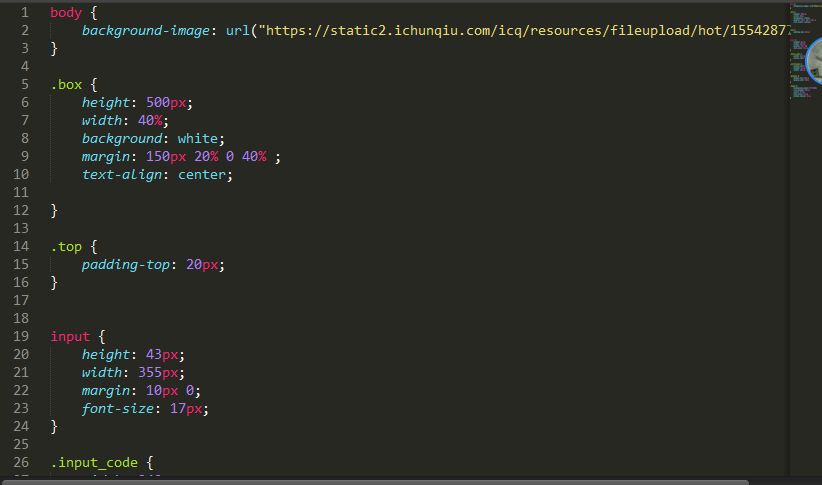 1 body {
2 background-image: url("https://static2.ichunqiu.com/icq/resources/fileupload/hot/1554287
3 }
4
5 .box {
6 height: 500px;
7 width: 40%;
8 background: white;
9 margin: 150px 20% 0 40% ;
10 text-align: center;
11
12 }
13
14 .top {
15 padding-top: 20px;
16 }
17
18
19 input {
20 height: 43px;
21 width: 355px;
22 margin: 10px 0;
23 font-size: 17px;
24 }
25
26 .input_code {